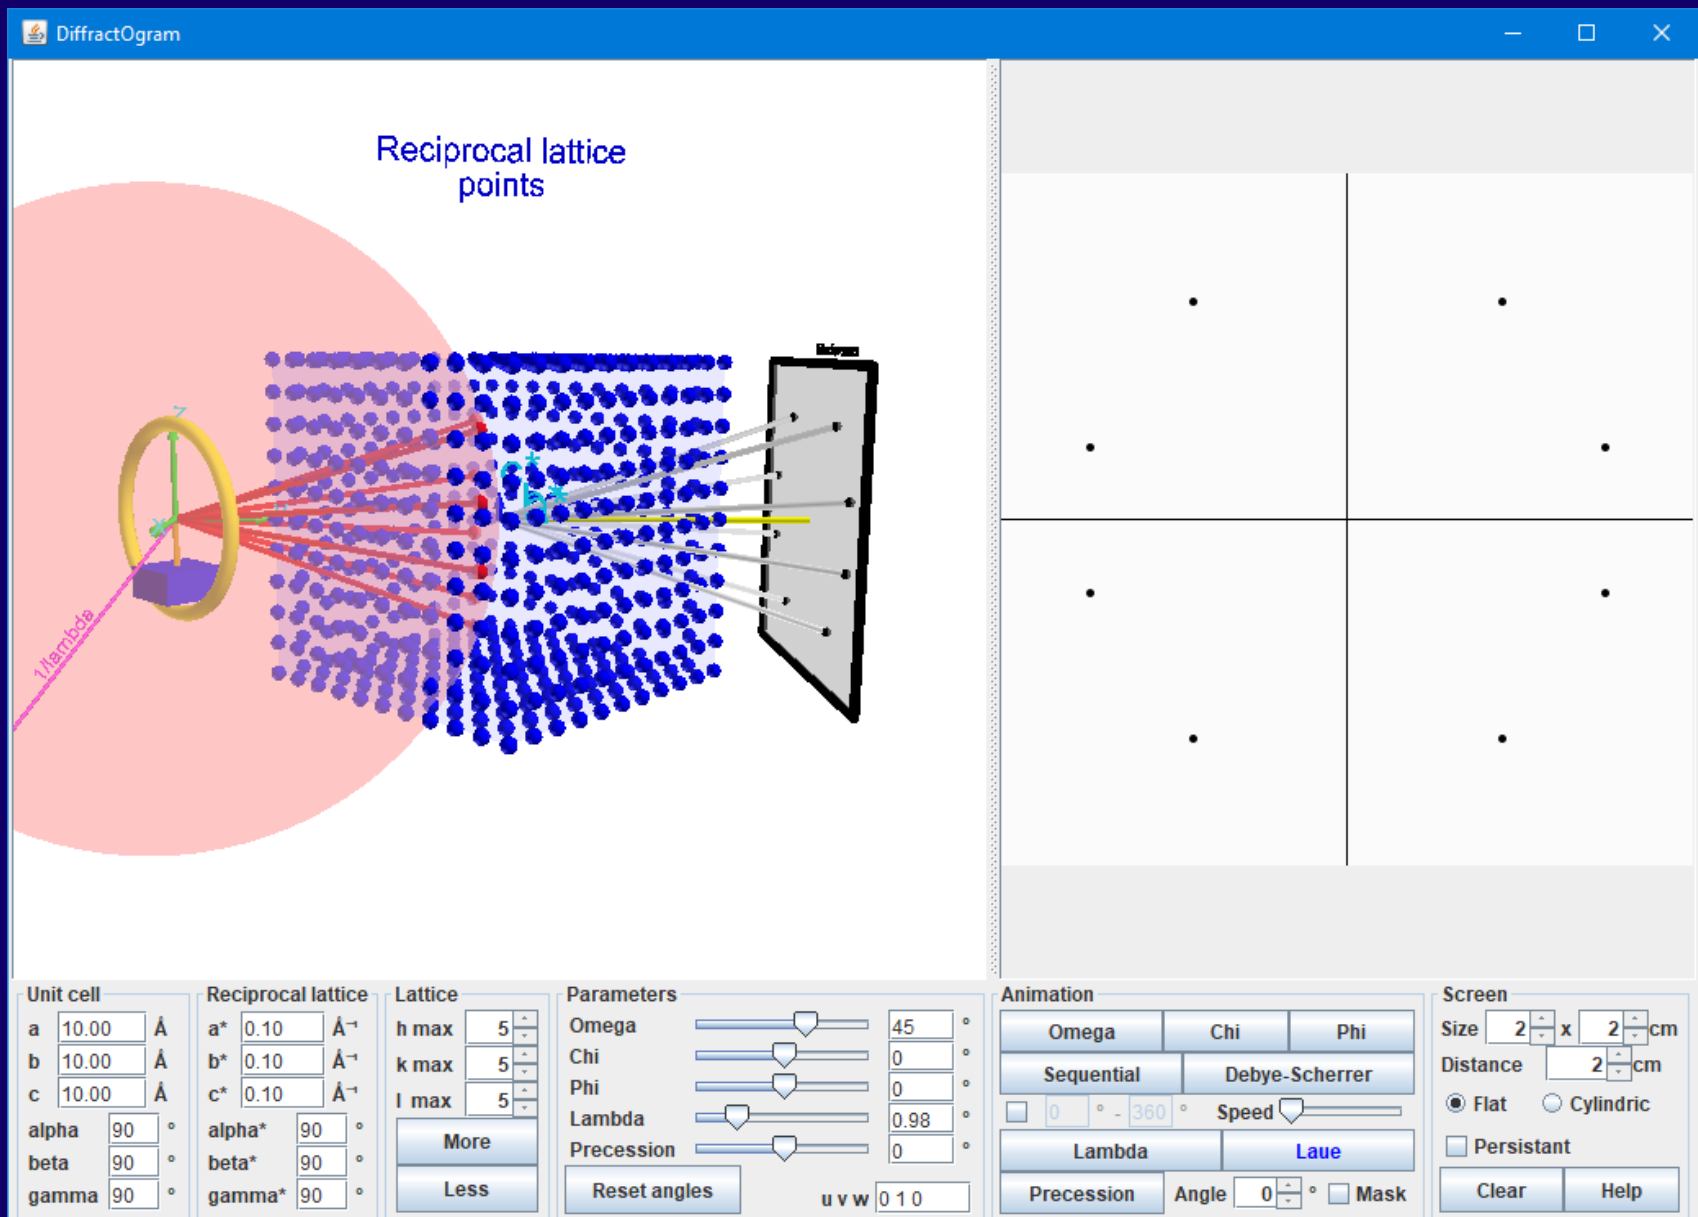 DiffractOgram
Reciprocal lattice
points
Z
X
c*
b*
1/lambda
Unit cell
a 10.00 Å
b 10.00 Å
c 10.00 Å
alpha 90 °
beta 90 °
gamma 90 °
Reciprocal lattice
a* 0.10 Å⁻¹
b* 0.10 Å⁻¹
c* 0.10 Å⁻¹
alpha* 90 °
beta* 90 °
gamma* 90 °
Lattice
h max 5
k max 5
l max 5
More
Less
Parameters
Omega 45 °
Chi 0 °
Phi 0 °
Lambda 0.98 °
Precession 0 °
Reset angles
u v w 0 1 0
Animation
Omega Chi Phi
Sequential Debye-Scherrer
0 ° - 360 ° Speed
Lambda Laue
Precession Angle 0 ° Mask
Screen
Size 2 x 2 cm
Distance 2 cm
Flat Cylindric
Persistant
Clear Help